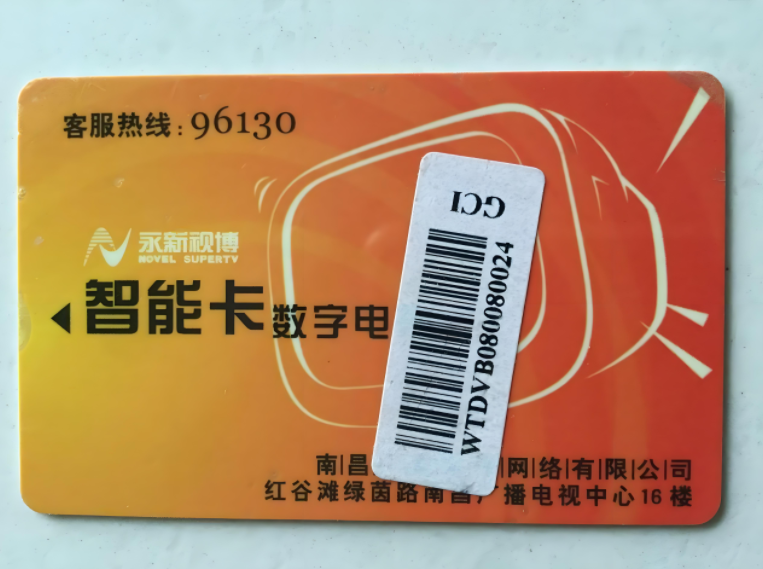 客服热线:96130
永新视博
NOVEL SUPERTV
智能卡数字电
GCI
WTDVB080080024
南昌
网络有限公司
红谷滩绿茵路南昌广播电视中心16楼